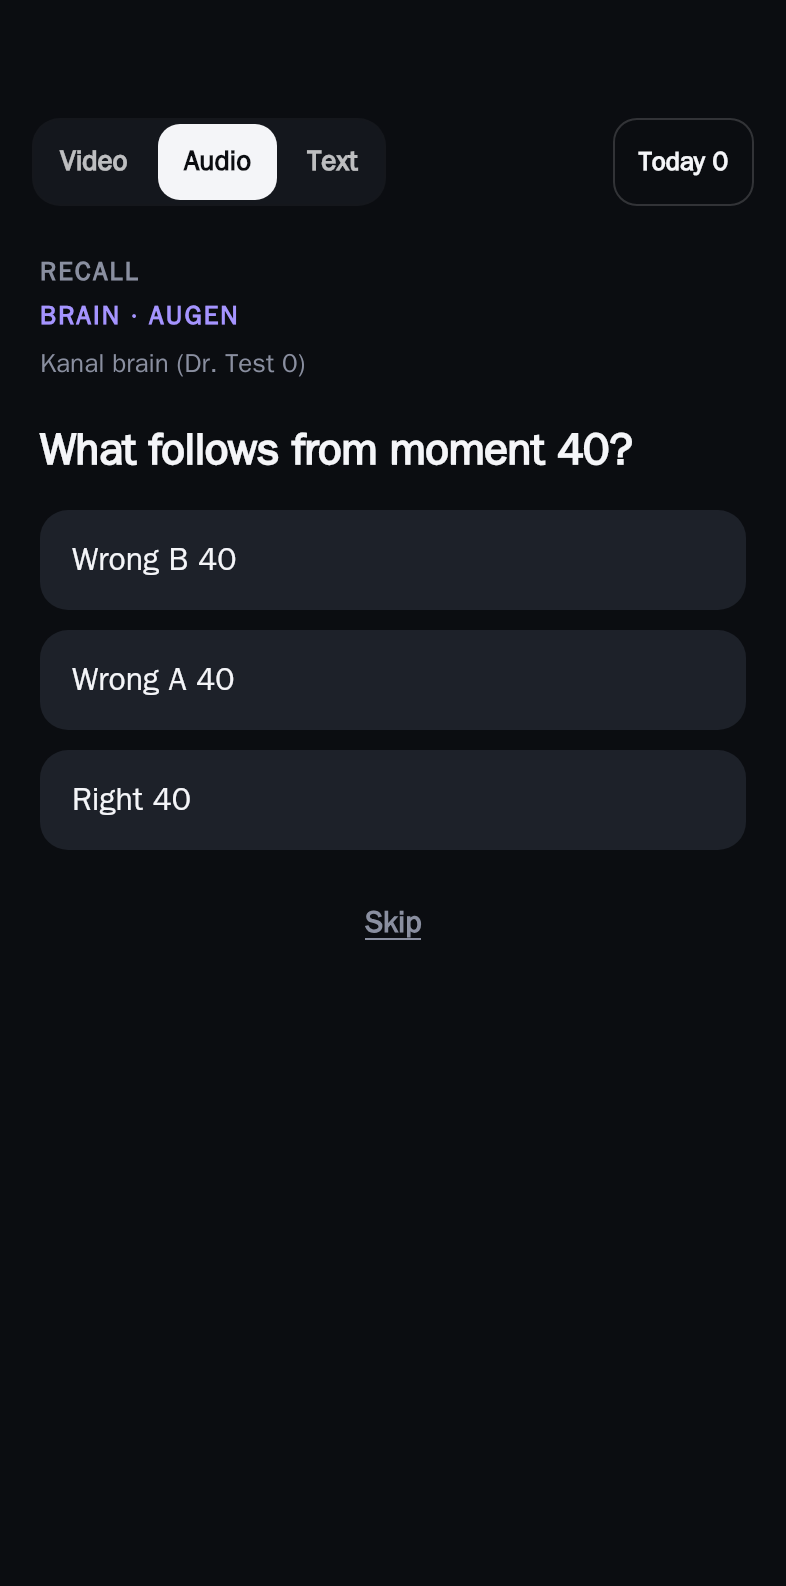 Video Audio Text Today 0
RECALL
BRAIN · AUGEN
Kanal brain (Dr. Test 0)
What follows from moment 40?
Wrong B 40
Wrong A 40
Right 40
Skip